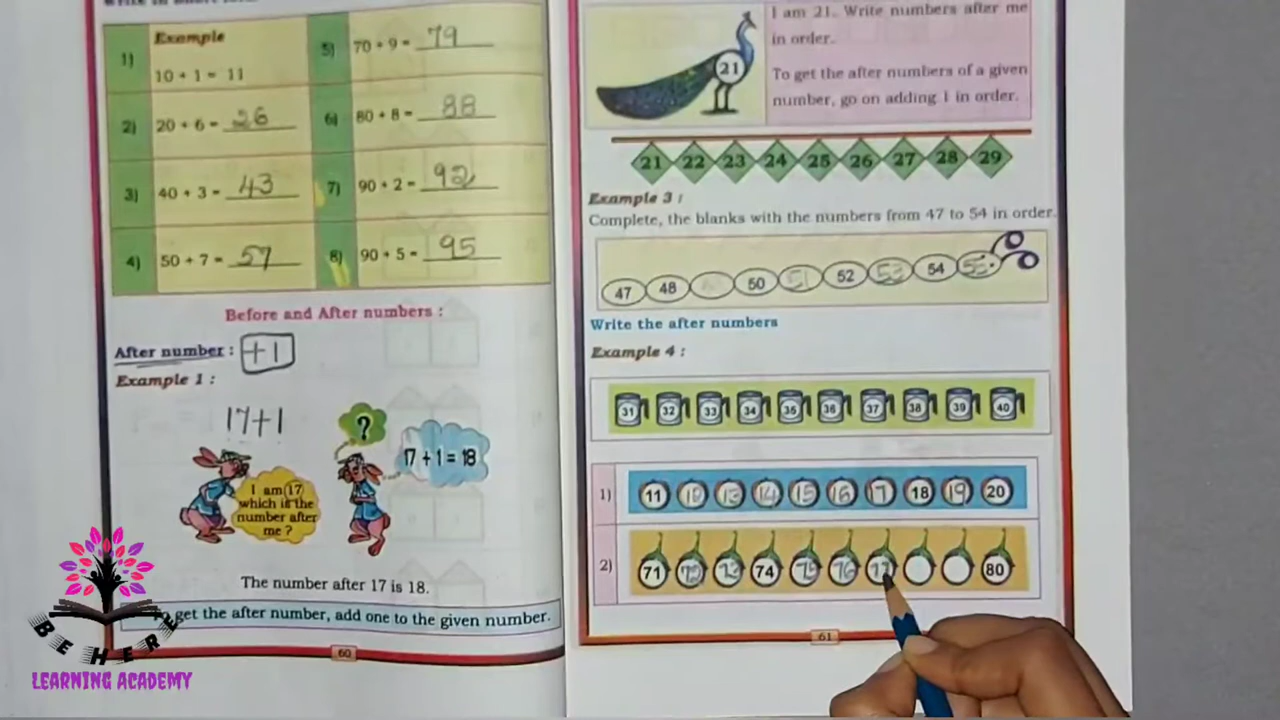 Example
1) 10 + 1 = 11
2) 20 + 6 = 26
3) 40 + 3 = 43
4) 50 + 7 = 57
5) 70 + 9 = 79
6) 80 + 8 = 88
7) 90 + 2 = 92
8) 90 + 5 = 95
Before and After numbers :
After number : +1
Example 1 :
17+1
?
17 + 1 = 18
I am 17
which is the
number after
me ?
The number after 17 is 18.
get the after number, add one to the given number.
60
BEHERE
LEARNING ACADEMY
21
I am 21. Write numbers after me
in order.
To get the after numbers of a given
number, go on adding 1 in order.
21 22 23 24 25 26 27 28 29
Example 3 :
Complete, the blanks with the numbers from 47 to 54 in order.
47 48 50 51 52 53 54 55
Write the after numbers
Example 4 :
31 32 33 34 35 36 37 38 39 40
1) 11 12 13 14 15 16 17 18 19 20
2) 71 72 73 74 75 76 77 80
61